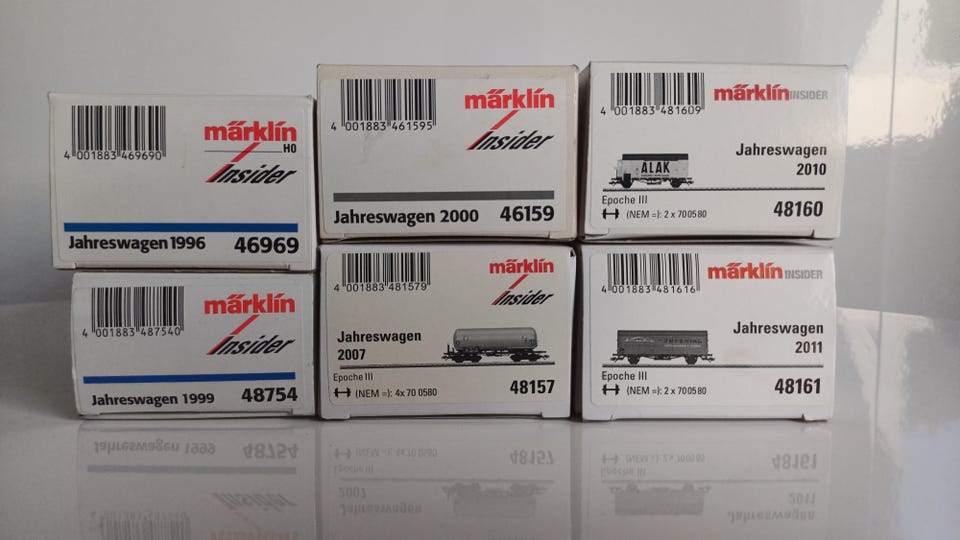 4 001883 469690
märklin
HO
Insider
Jahreswagen 1996 46969
4 001883 461595
märklin
Insider
Jahreswagen 2000 46159
4 001883 481609
märklin INSIDER
Jahreswagen
2010
ALAK
Epoche III
(NEM =): 2 x 700580
48160
4 001883 487540
märklin
Insider
Jahreswagen 1999 48754
4 001883 481579
märklin
Insider
Jahreswagen
2007
Epoche III
(NEM =): 4x 70 0580
48157
4 001883 481616
märklin INSIDER
Jahreswagen
2011
IMPERIAL
Epoche III
(NEM =): 2 x 700580
48161